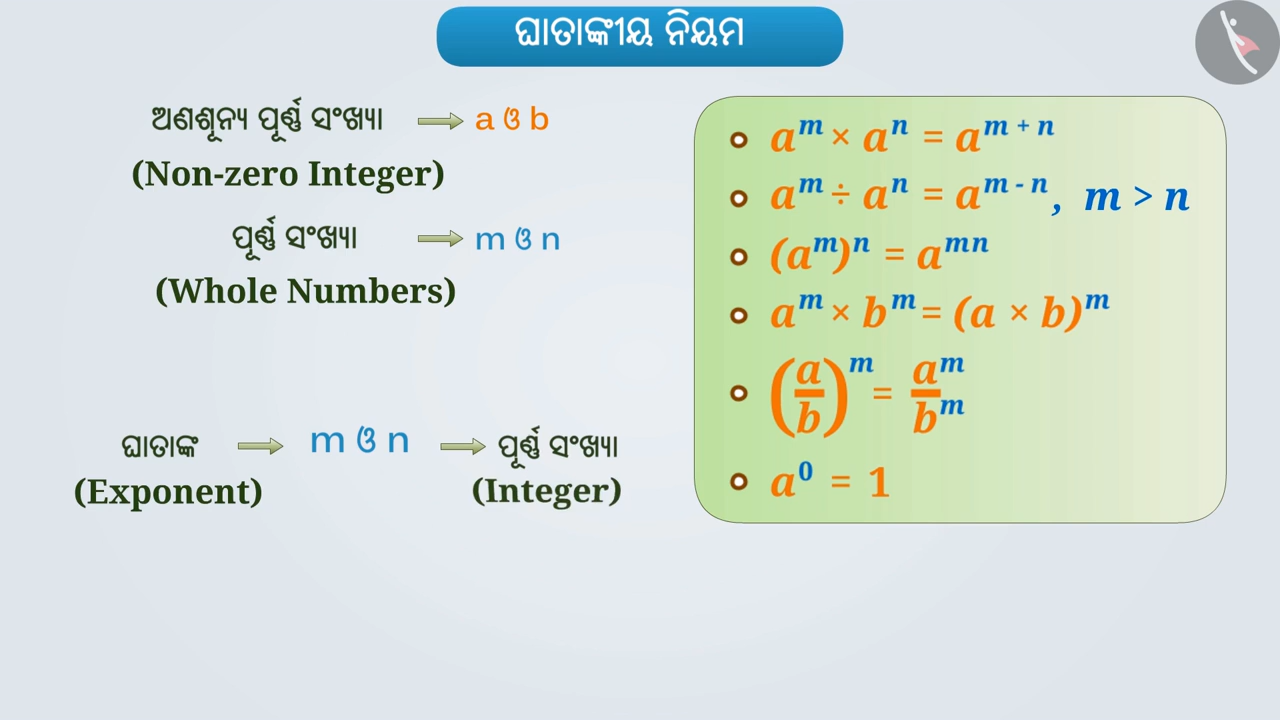 ଘାତାଙ୍କୀୟ ନିୟମ
ଅଣଶୂନ୍ୟ ପୂର୍ଣ୍ଣ ସଂଖ୍ୟା → a ଓ b
(Non-zero Integer)
ପୂର୍ଣ୍ଣ ସଂଖ୍ୟା → m ଓ n
(Whole Numbers)
ଘାତାଙ୍କ → m ଓ n → ପୂର୍ଣ୍ଣ ସଂଖ୍ୟା
(Exponent) (Integer)
a^m × a^n = a^(m + n)
a^m ÷ a^n = a^(m - n), m > n
(a^m)^n = a^(mn)
a^m × b^m = (a × b)^m
(a/b)^m = a^m/b^m
a^0 = 1